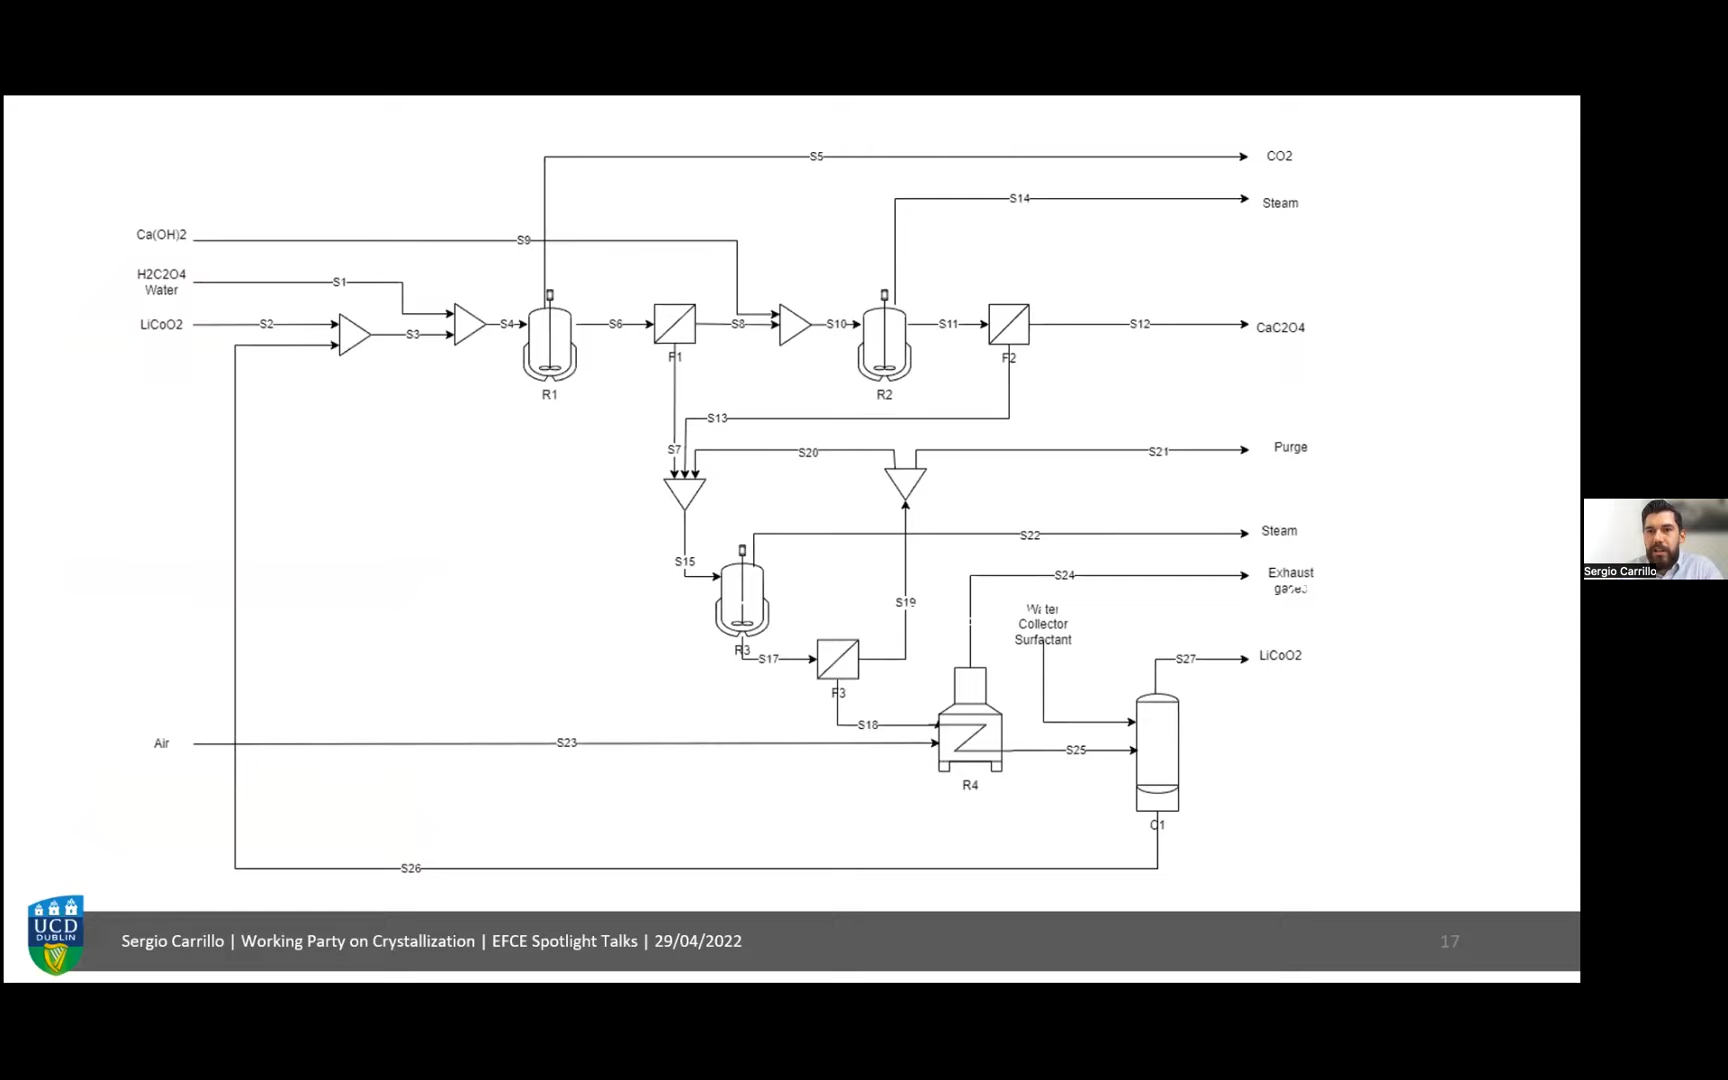 S5
CO2
S14
Steam
Ca(OH)2
S9
H2C2O4
Water
S1
LiCoO2
S2
S3
S4
S6
S8
S10
S11
S12
CaC2O4
F1
F2
R1
R2
S13
S7
S20
S21
Purge
S15
S22
Steam
S24
Exhaust
gases
S19
Water
Collector
Surfactant
R3
S17
S27
LiCoO2
F3
S18
Air
S23
S25
R4
C1
S26
UCD
DUBLIN
Sergio Carrillo | Working Party on Crystallization | EFCE Spotlight Talks | 29/04/2022
17
Sergio Carrillo